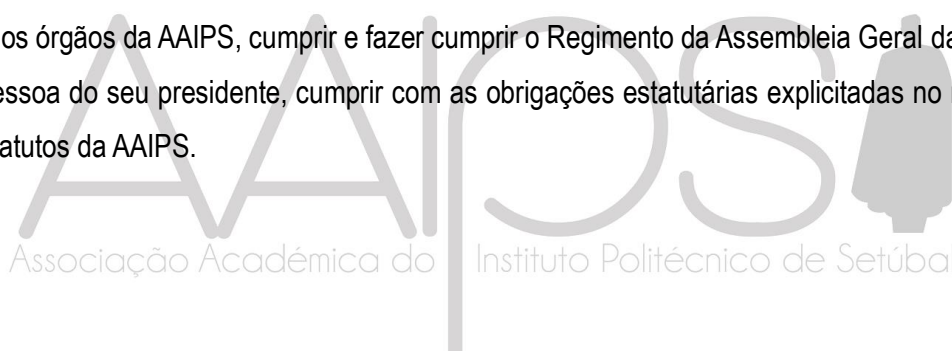 os órgãos da AAIPS, cumprir e fazer cumprir o Regimento da Assembleia Geral da
essoa do seu presidente, cumprir com as obrigações estatutárias explicitadas no
atutos da AAIPS.
AAIPS
Associação Académica do Instituto Politécnico de Setúbal